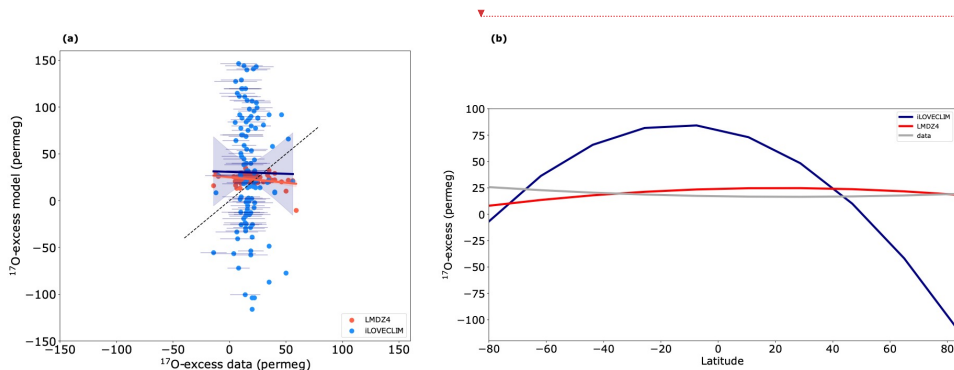 (a)
150
100
50
0
−50
−100
−150
−150
−100
−50
0
50
100
150
¹⁷O-excess model (permeg)
¹⁷O-excess data (permeg)
LMDZ4
iLOVECLIM
(b)
100
75
50
25
0
−25
−50
−75
−100
−80
−60
−40
−20
0
20
40
60
80
¹⁷O-excess (permeg)
Latitude
iLOVECLIM
LMDZ4
data